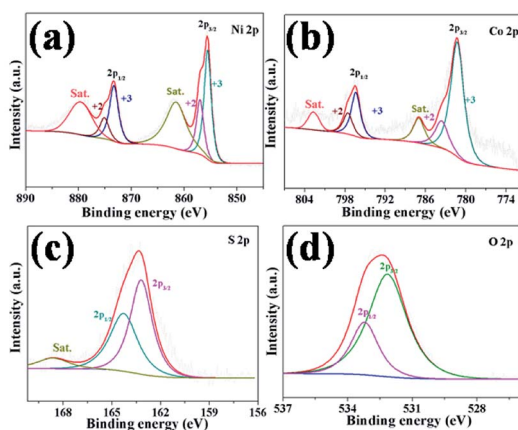 (a)
Ni 2p
2p3/2
2p1/2
Sat.
+2
+3
Sat.
+2
+3
Intensity (a.u.)
890 880 870 860 850
Binding energy (eV)
(b)
Co 2p
2p3/2
2p1/2
Sat.
+2
+3
Sat.
+2
+3
Intensity (a.u.)
804 798 792 786 780 774
Binding energy (eV)
(c)
S 2p
2p3/2
2p1/2
Sat.
Intensity (a.u.)
168 165 162 159 156
Binding energy (eV)
(d)
O 2p
2p1/2
Intensity (a.u.)
537 534 531 528
Binding energy (eV)